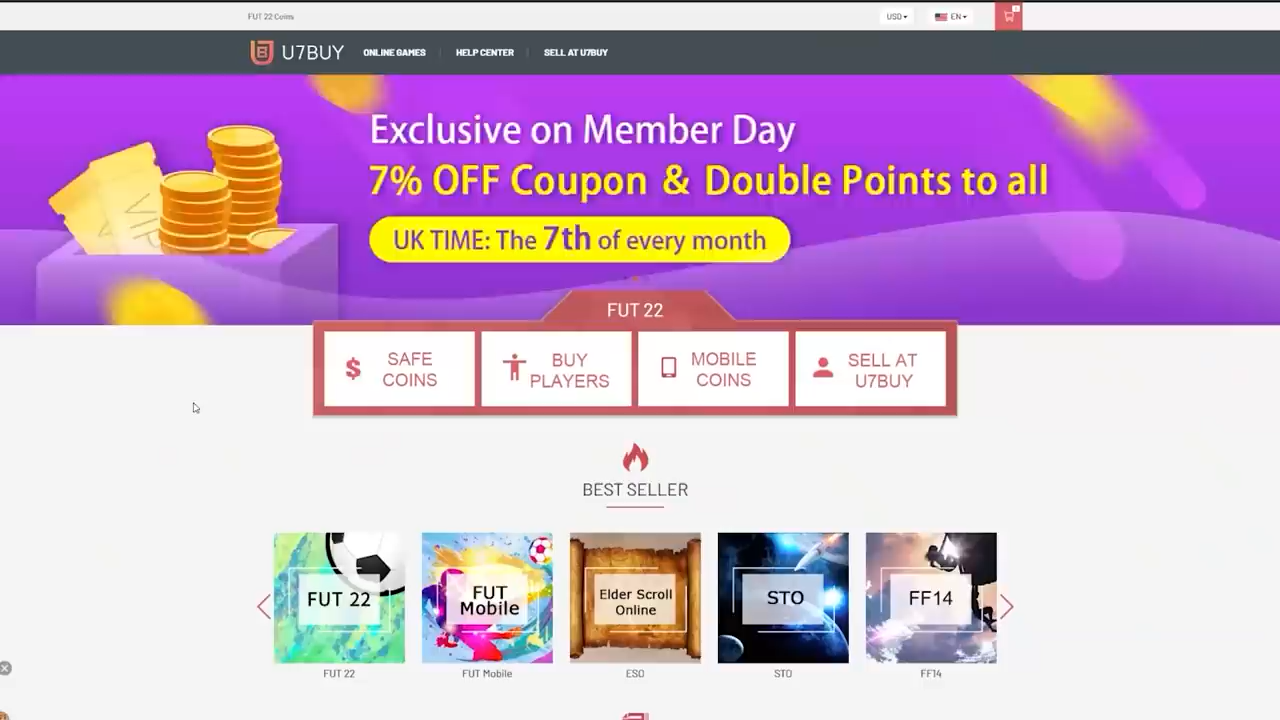 FUT 22 Coins
USD
EN
U7BUY
ONLINE GAMES
HELP CENTER
SELL AT U7BUY
Exclusive on Member Day
7% OFF Coupon & Double Points to all
UK TIME: The 7th of every month
VIP
FUT 22
SAFE
COINS
BUY
PLAYERS
MOBILE
COINS
SELL AT
U7BUY
BEST SELLER
FUT 22
FUT
Mobile
Elder Scroll
Online
STO
FF14
FUT 22
FUT Mobile
ESO
STO
FF14